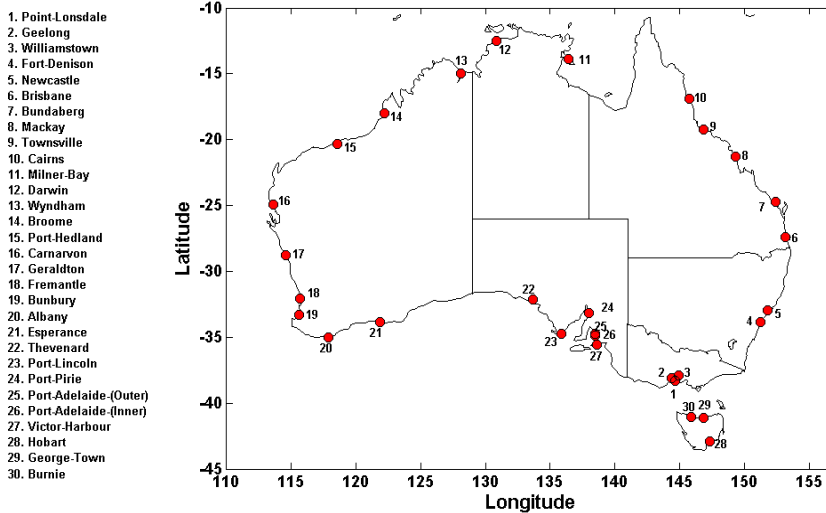 1. Point-Lonsdale
2. Geelong
3. Williamstown
4. Fort-Denison
5. Newcastle
6. Brisbane
7. Bundaberg
8. Mackay
9. Townsville
10. Cairns
11. Milner-Bay
12. Darwin
13. Wyndham
14. Broome
15. Port-Hedland
16. Carnarvon
17. Geraldton
18. Fremantle
19. Bunbury
20. Albany
21. Esperance
22. Thevenard
23. Port-Lincoln
24. Port-Pirie
25. Port-Adelaide-(Outer)
26. Port-Adelaide-(Inner)
27. Victor-Harbour
28. Hobart
29. George-Town
30. Burnie
Latitude
-10
-15
-20
-25
-30
-35
-40
-45
12
11
13
14
10
9
15
8
16
7
6
17
22
18
24
19
5
4
21
25
23
26
20
27
2
3
1
30
29
28
110
115
120
125
130
135
140
145
150
155
Longitude